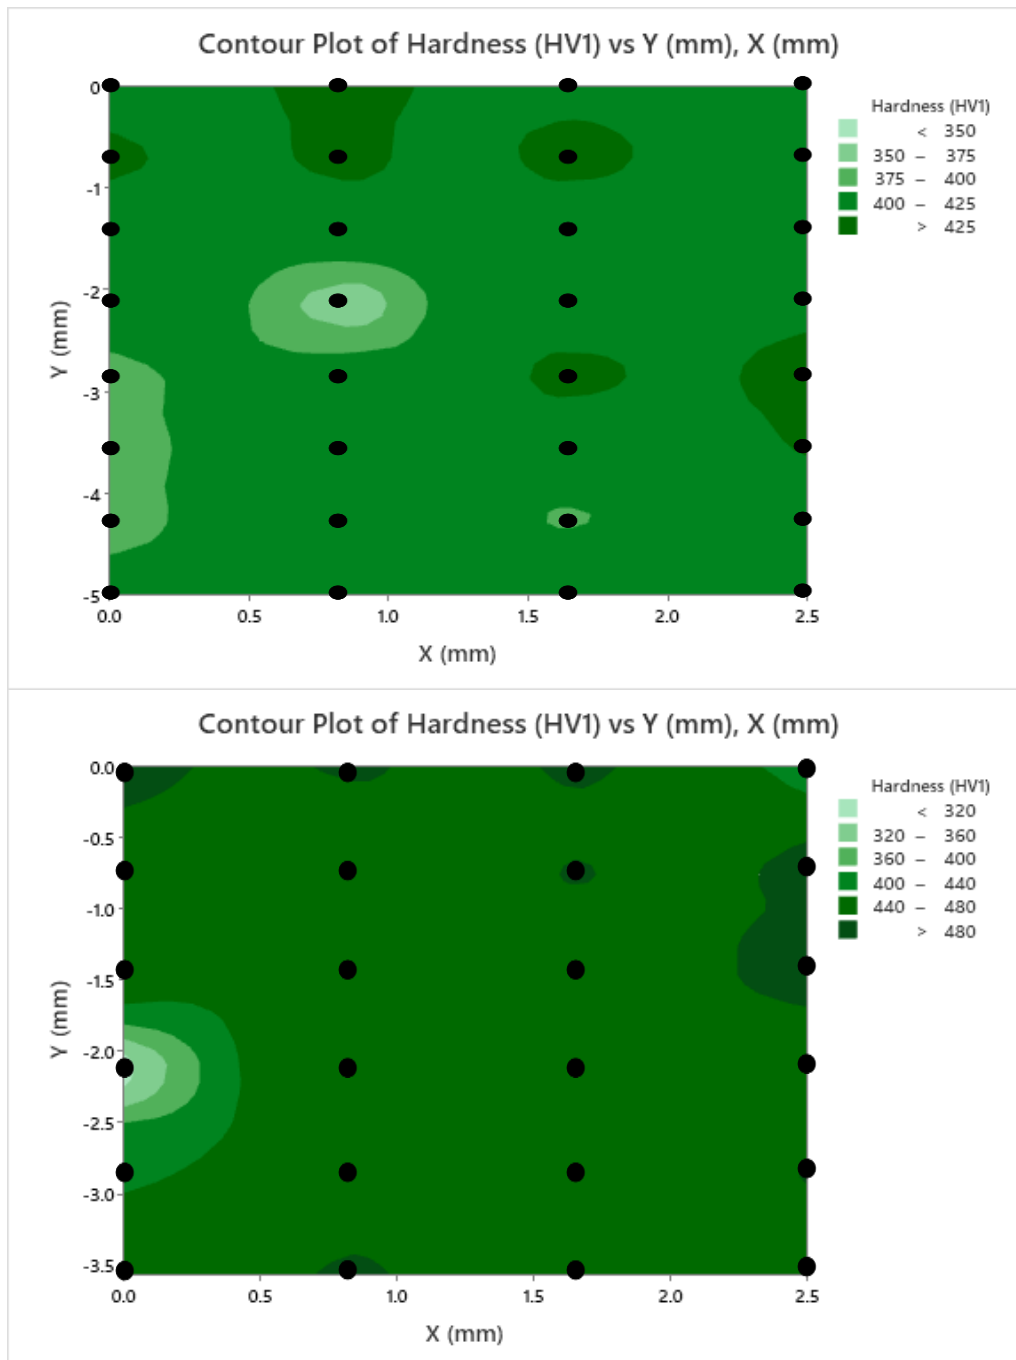 Contour Plot of Hardness (HV1) vs Y (mm), X (mm)
Hardness (HV1)
< 350
350 – 375
375 – 400
400 – 425
> 425
0
-1
-2
-3
-4
-5
Y (mm)
0.0 0.5 1.0 1.5 2.0 2.5
X (mm)
Contour Plot of Hardness (HV1) vs Y (mm), X (mm)
Hardness (HV1)
< 320
320 – 360
360 – 400
400 – 440
440 – 480
> 480
0.0
-0.5
-1.0
-1.5
-2.0
-2.5
-3.0
-3.5
Y (mm)
0.0 0.5 1.0 1.5 2.0 2.5
X (mm)